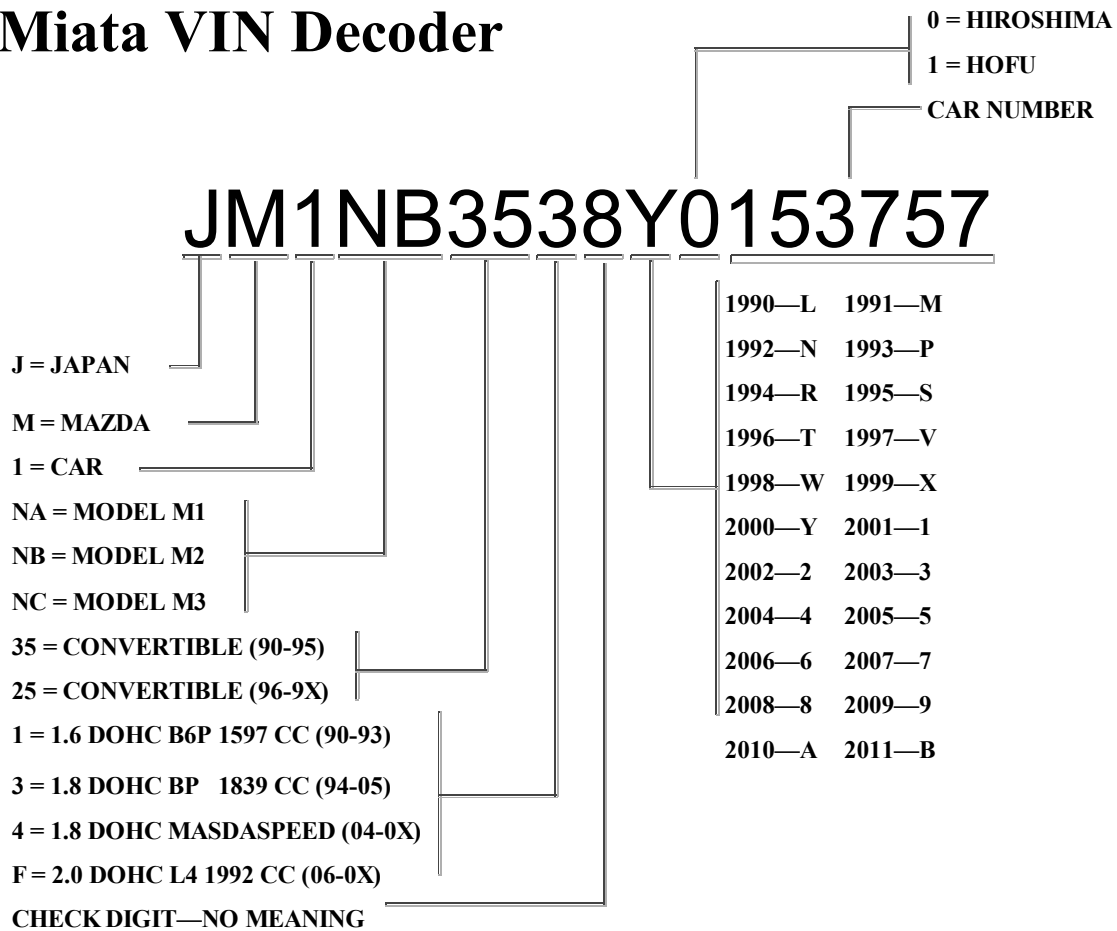 Miata VIN Decoder
0 = HIROSHIMA
1 = HOFU
CAR NUMBER
JM1NB3538Y0153757
J = JAPAN
M = MAZDA
1 = CAR
NA = MODEL M1
NB = MODEL M2
NC = MODEL M3
35 = CONVERTIBLE (90-95)
25 = CONVERTIBLE (96-9X)
1 = 1.6 DOHC B6P 1597 CC (90-93)
3 = 1.8 DOHC BP 1839 CC (94-05)
4 = 1.8 DOHC MASDASPEED (04-0X)
F = 2.0 DOHC L4 1992 CC (06-0X)
CHECK DIGIT—NO MEANING
1990—L 1991—M
1992—N 1993—P
1994—R 1995—S
1996—T 1997—V
1998—W 1999—X
2000—Y 2001—1
2002—2 2003—3
2004—4 2005—5
2006—6 2007—7
2008—8 2009—9
2010—A 2011—B